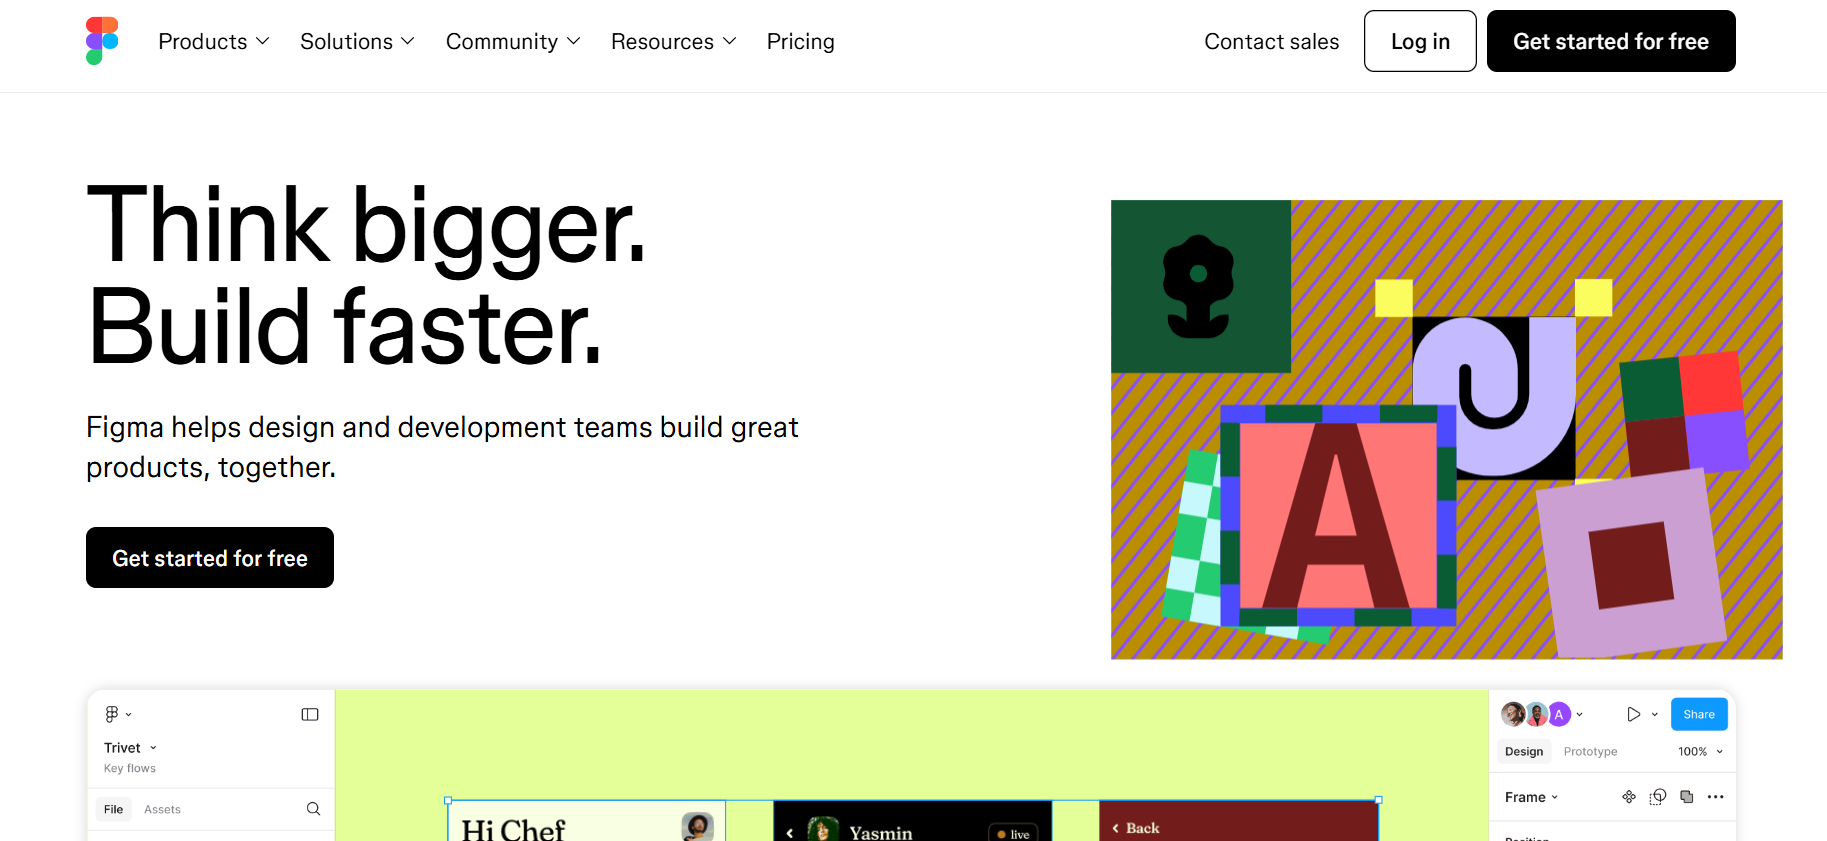 Products
Solutions
Community
Resources
Pricing
Contact sales
Log in
Get started for free
Think bigger.
Build faster.
Figma helps design and development teams build great
products, together.
Get started for free
A
Trivet
Key flows
File
Assets
Hi Chef
Yasmin
live
Back
A
Share
Design
Prototype
100%
Frame
Position